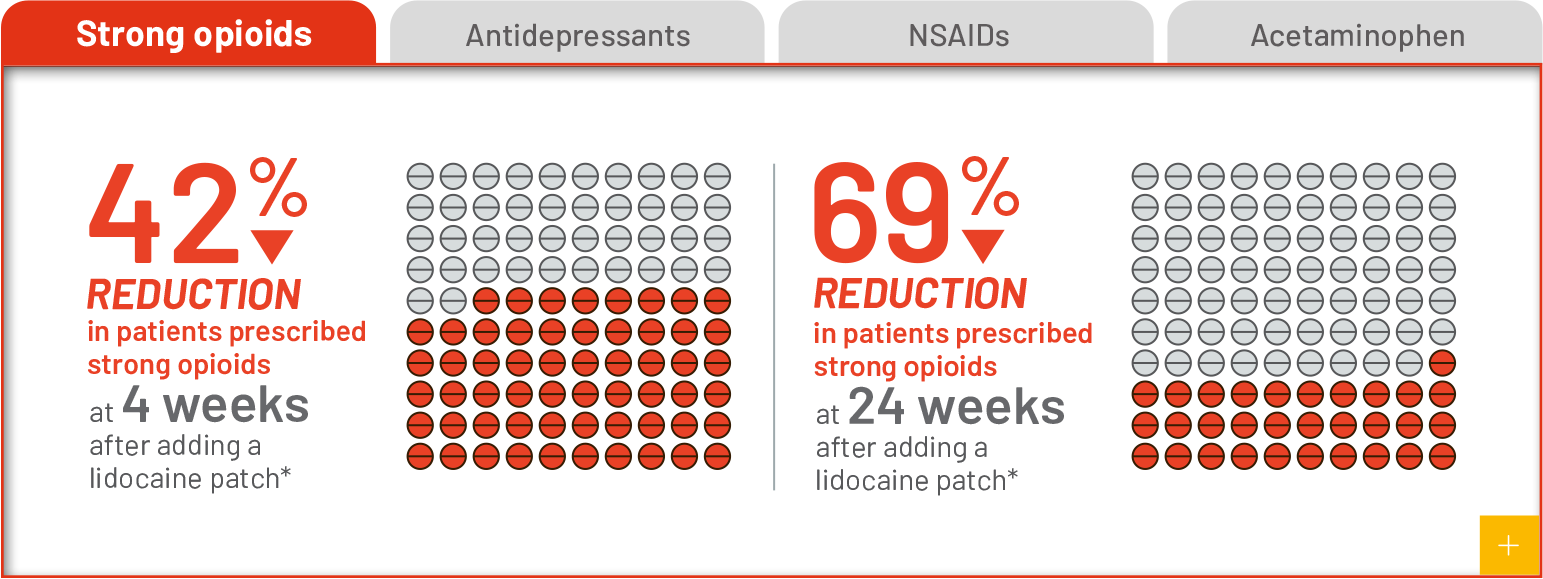 Strong opioids
Antidepressants
NSAIDs
Acetaminophen
42%
REDUCTION
in patients prescribed
strong opioids
at 4 weeks
after adding a
lidocaine patch*
69%
REDUCTION
in patients prescribed
strong opioids
at 24 weeks
after adding a
lidocaine patch*
+